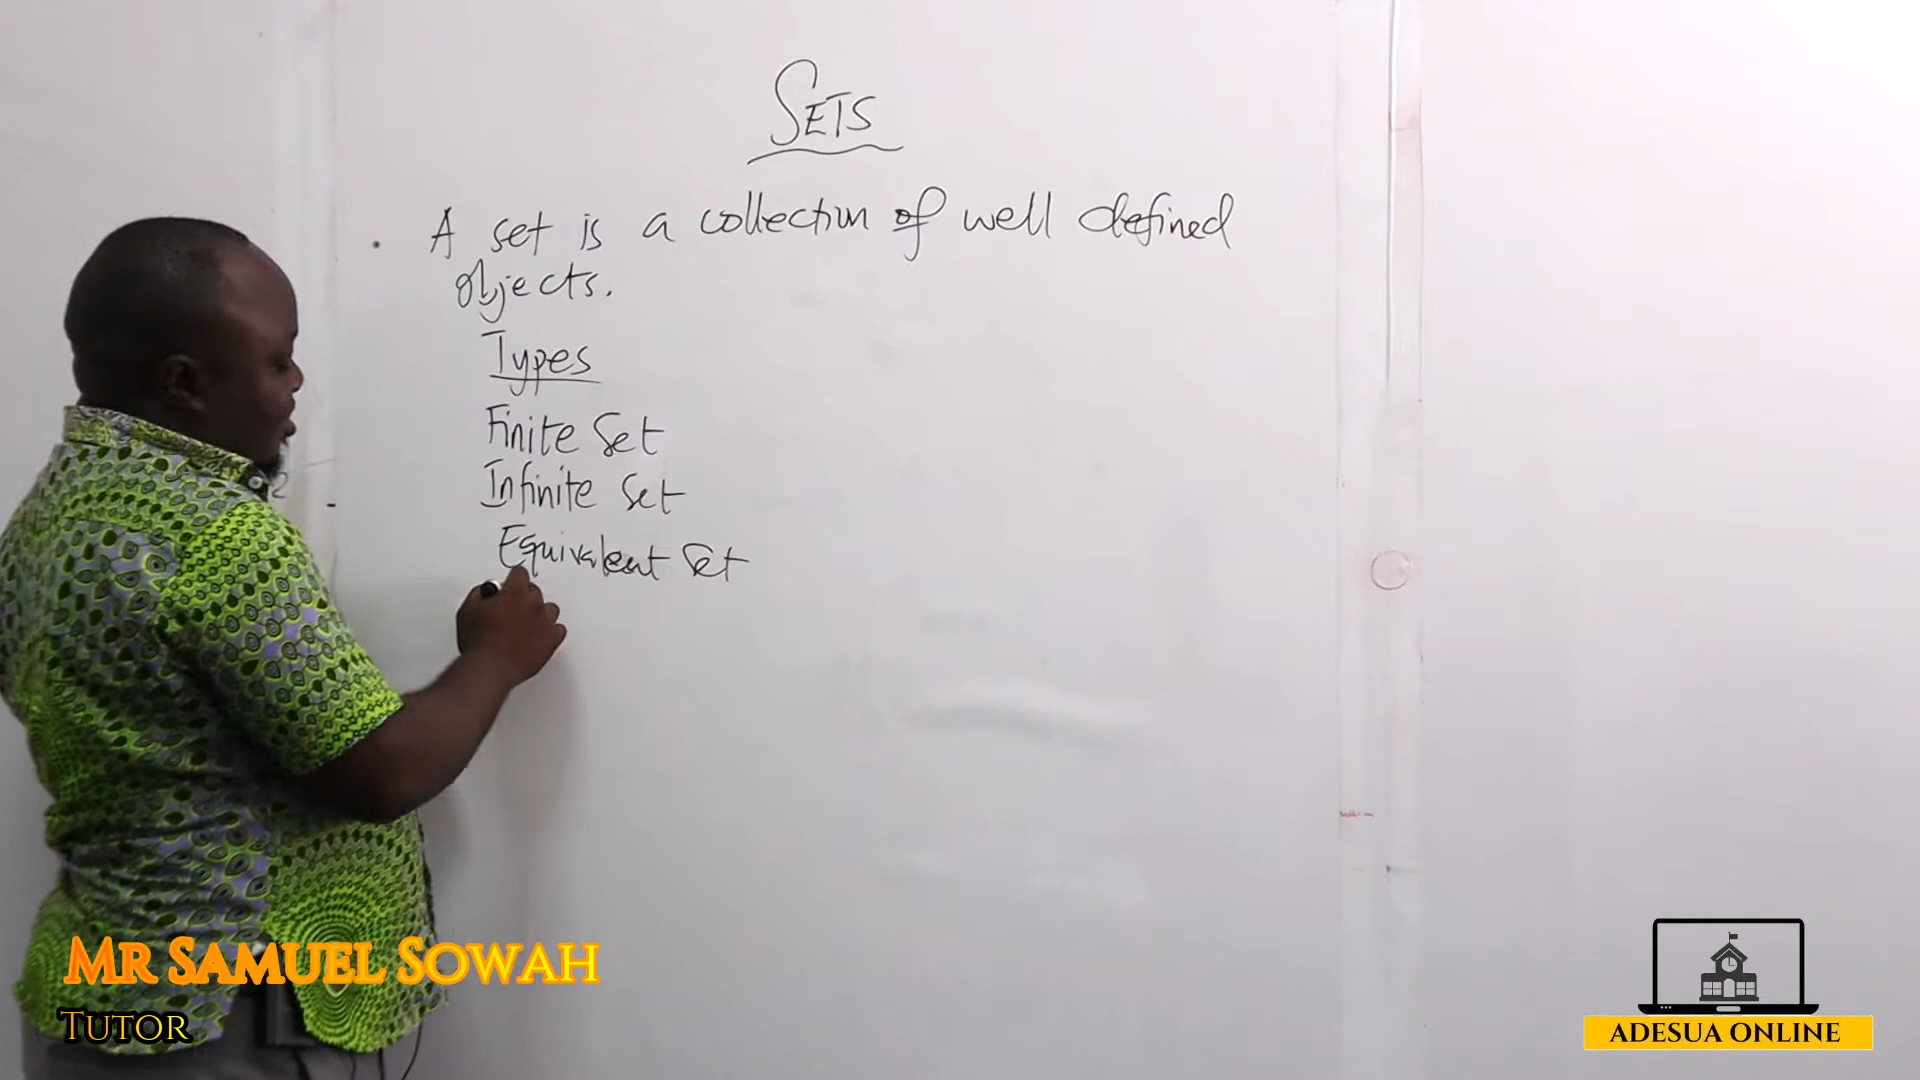 SETS
A set is a collection of well defined
objects.
Types
Finite Set
Infinite Set
Equivalent Set
MR SAMUEL SOWAH
TUTOR
ADESUA ONLINE